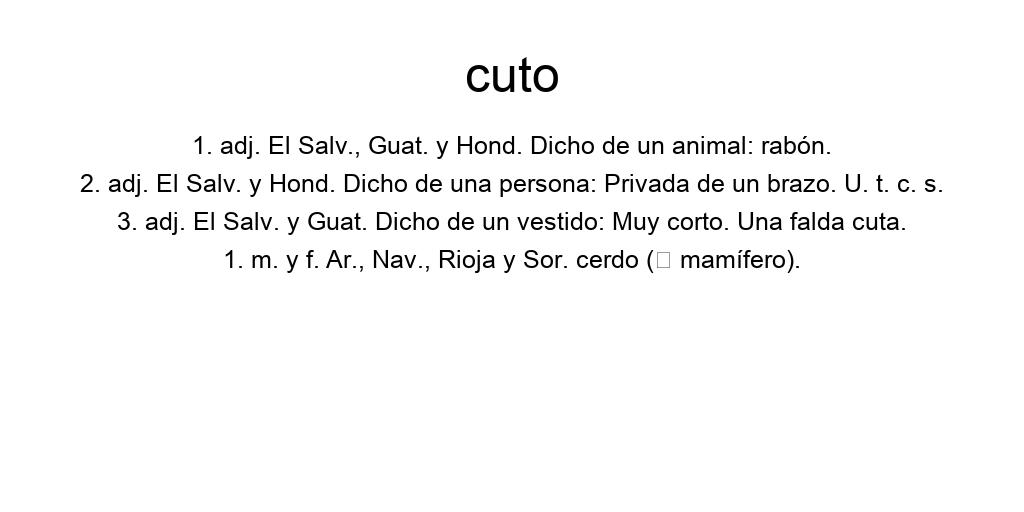 cuto
1. adj. El Salv., Guat. y Hond. Dicho de un animal: rabón.
2. adj. El Salv. y Hond. Dicho de una persona: Privada de un brazo. U. t. c. s.
3. adj. El Salv. y Guat. Dicho de un vestido: Muy corto. Una falda cuta.
1. m. y f. Ar., Nav., Rioja y Sor. cerdo (□ mamífero).